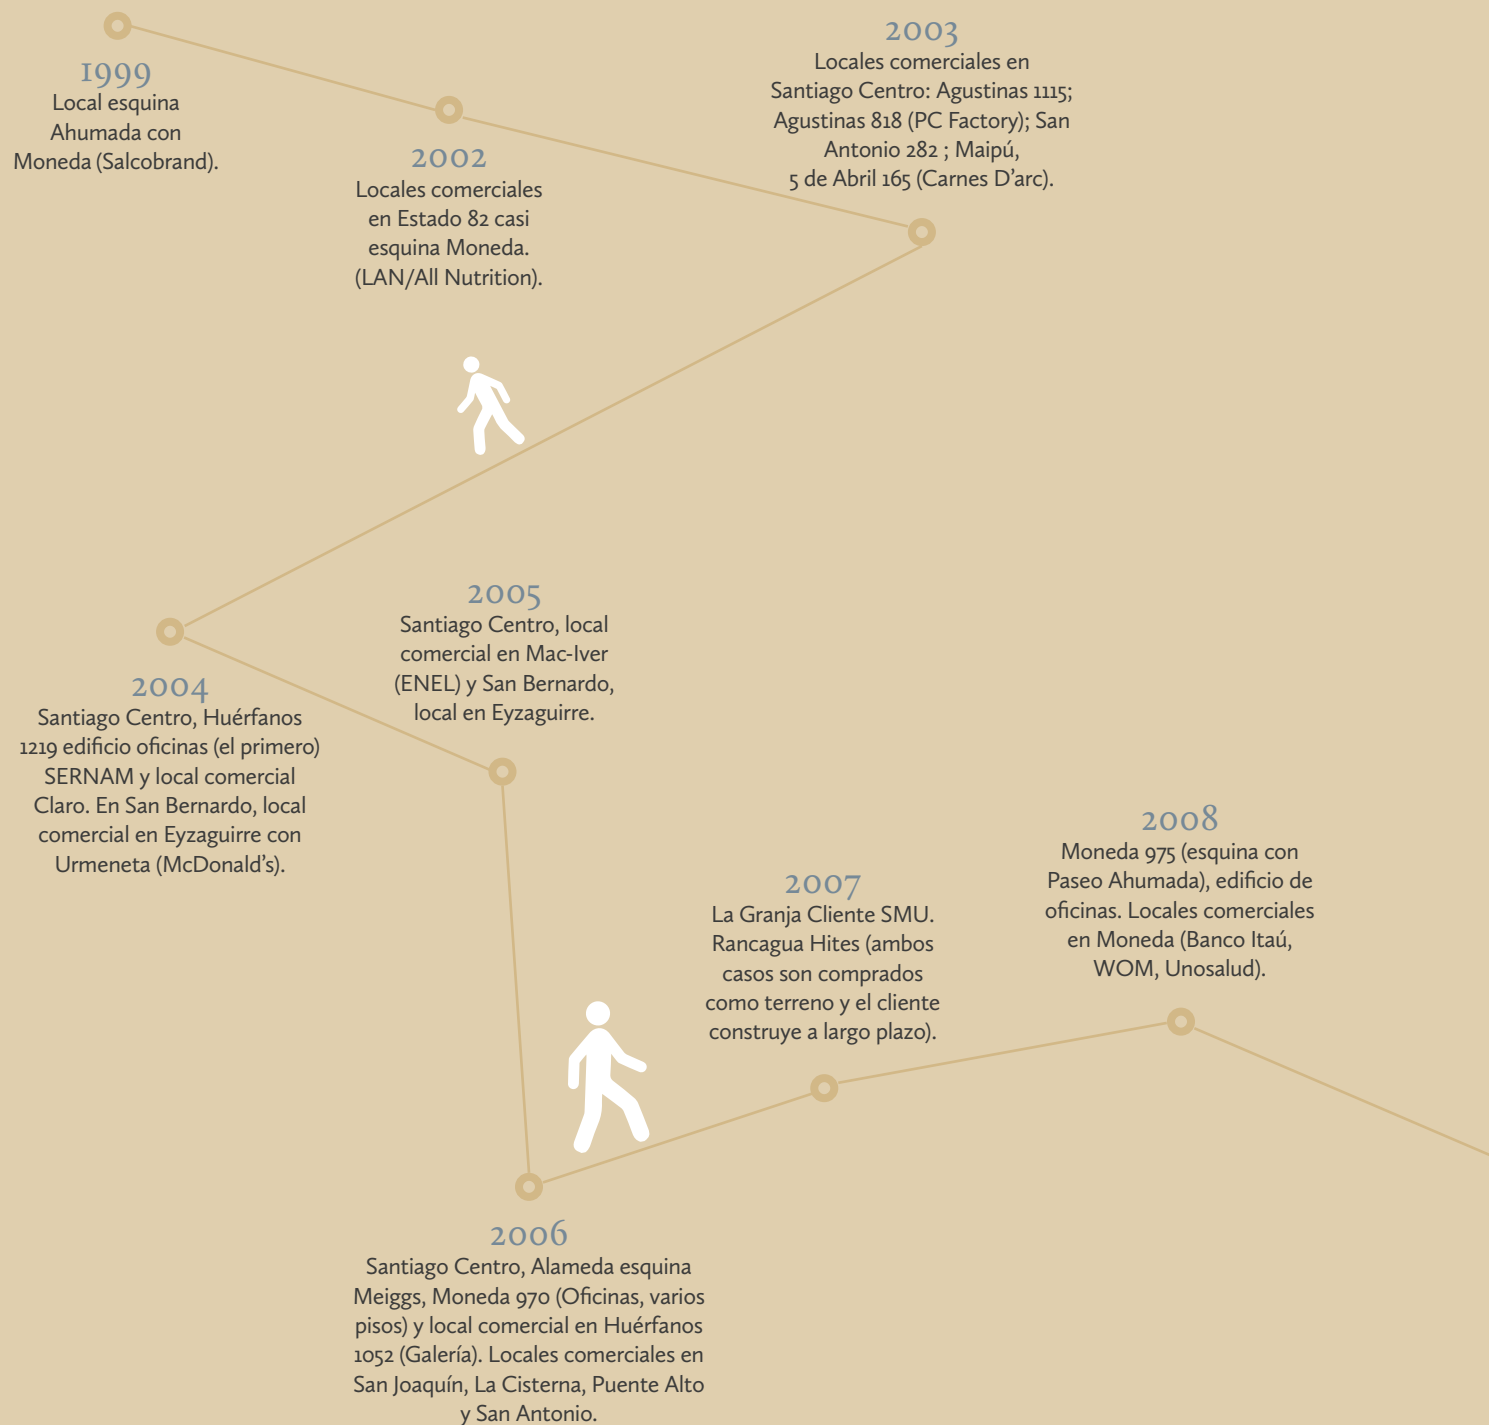 1999
Local esquina
Ahumada con
Moneda (Salcobrand).
2002
Locales comerciales
en Estado 82 casi
esquina Moneda.
(LAN/All Nutrition).
2003
Locales comerciales en
Santiago Centro: Agustinas 1115;
Agustinas 818 (PC Factory); San
Antonio 282 ; Maipú,
5 de Abril 165 (Carnes D’arc).
2004
Santiago Centro, Huérfanos
1219 edificio oficinas (el primero)
SERNAM y local comercial
Claro. En San Bernardo, local
comercial en Eyzaguirre con
Urmeneta (McDonald’s).
2005
Santiago Centro, local
comercial en Mac-Iver
(ENEL) y San Bernardo,
local en Eyzaguirre.
2006
Santiago Centro, Alameda esquina
Meiggs, Moneda 970 (Oficinas, varios
pisos) y local comercial en Huérfanos
1052 (Galería). Locales comerciales en
San Joaquín, La Cisterna, Puente Alto
y San Antonio.
2007
La Granja Cliente SMU.
Rancagua Hites (ambos
casos son comprados
como terreno y el cliente
construye a largo plazo).
2008
Moneda 975 (esquina con
Paseo Ahumada), edificio de
oficinas. Locales comerciales
en Moneda (Banco Itaú,
WOM, Unosalud).